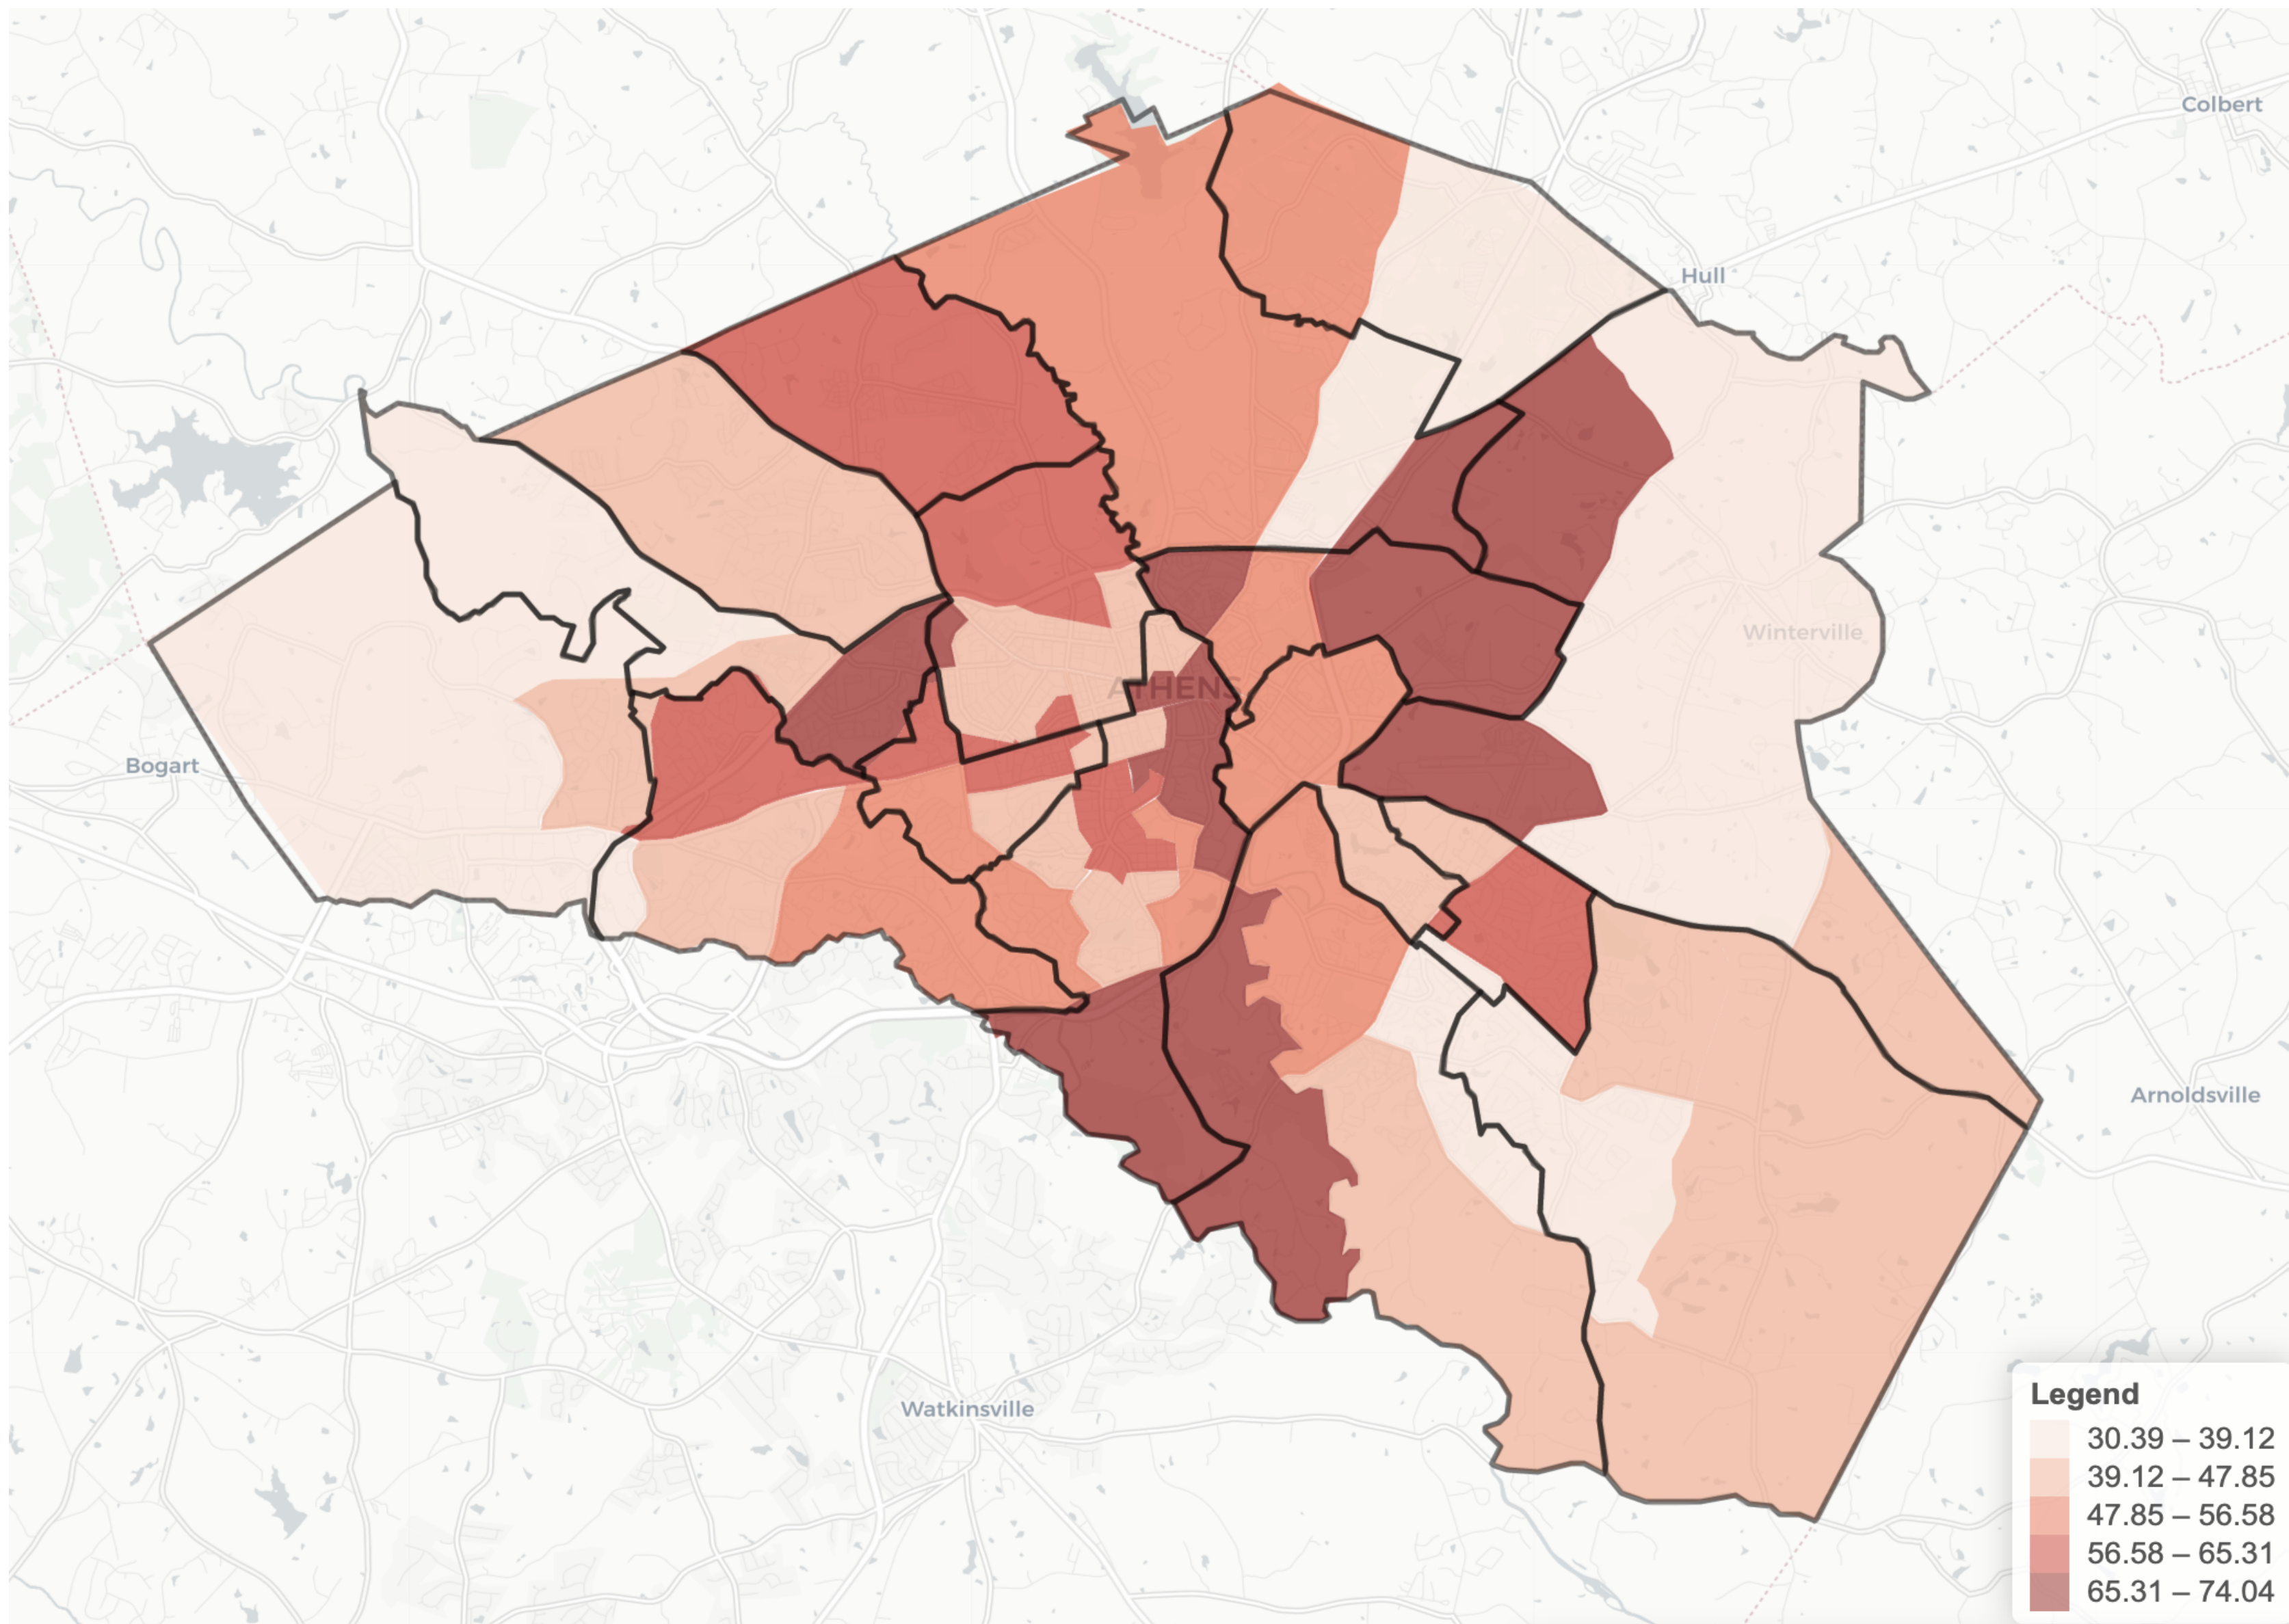 Colbert
Hull
Winterville
ATHENS
Bogart
Arnoldsville
Watkinsville
Legend
30.39 – 39.12
39.12 – 47.85
47.85 – 56.58
56.58 – 65.31
65.31 – 74.04